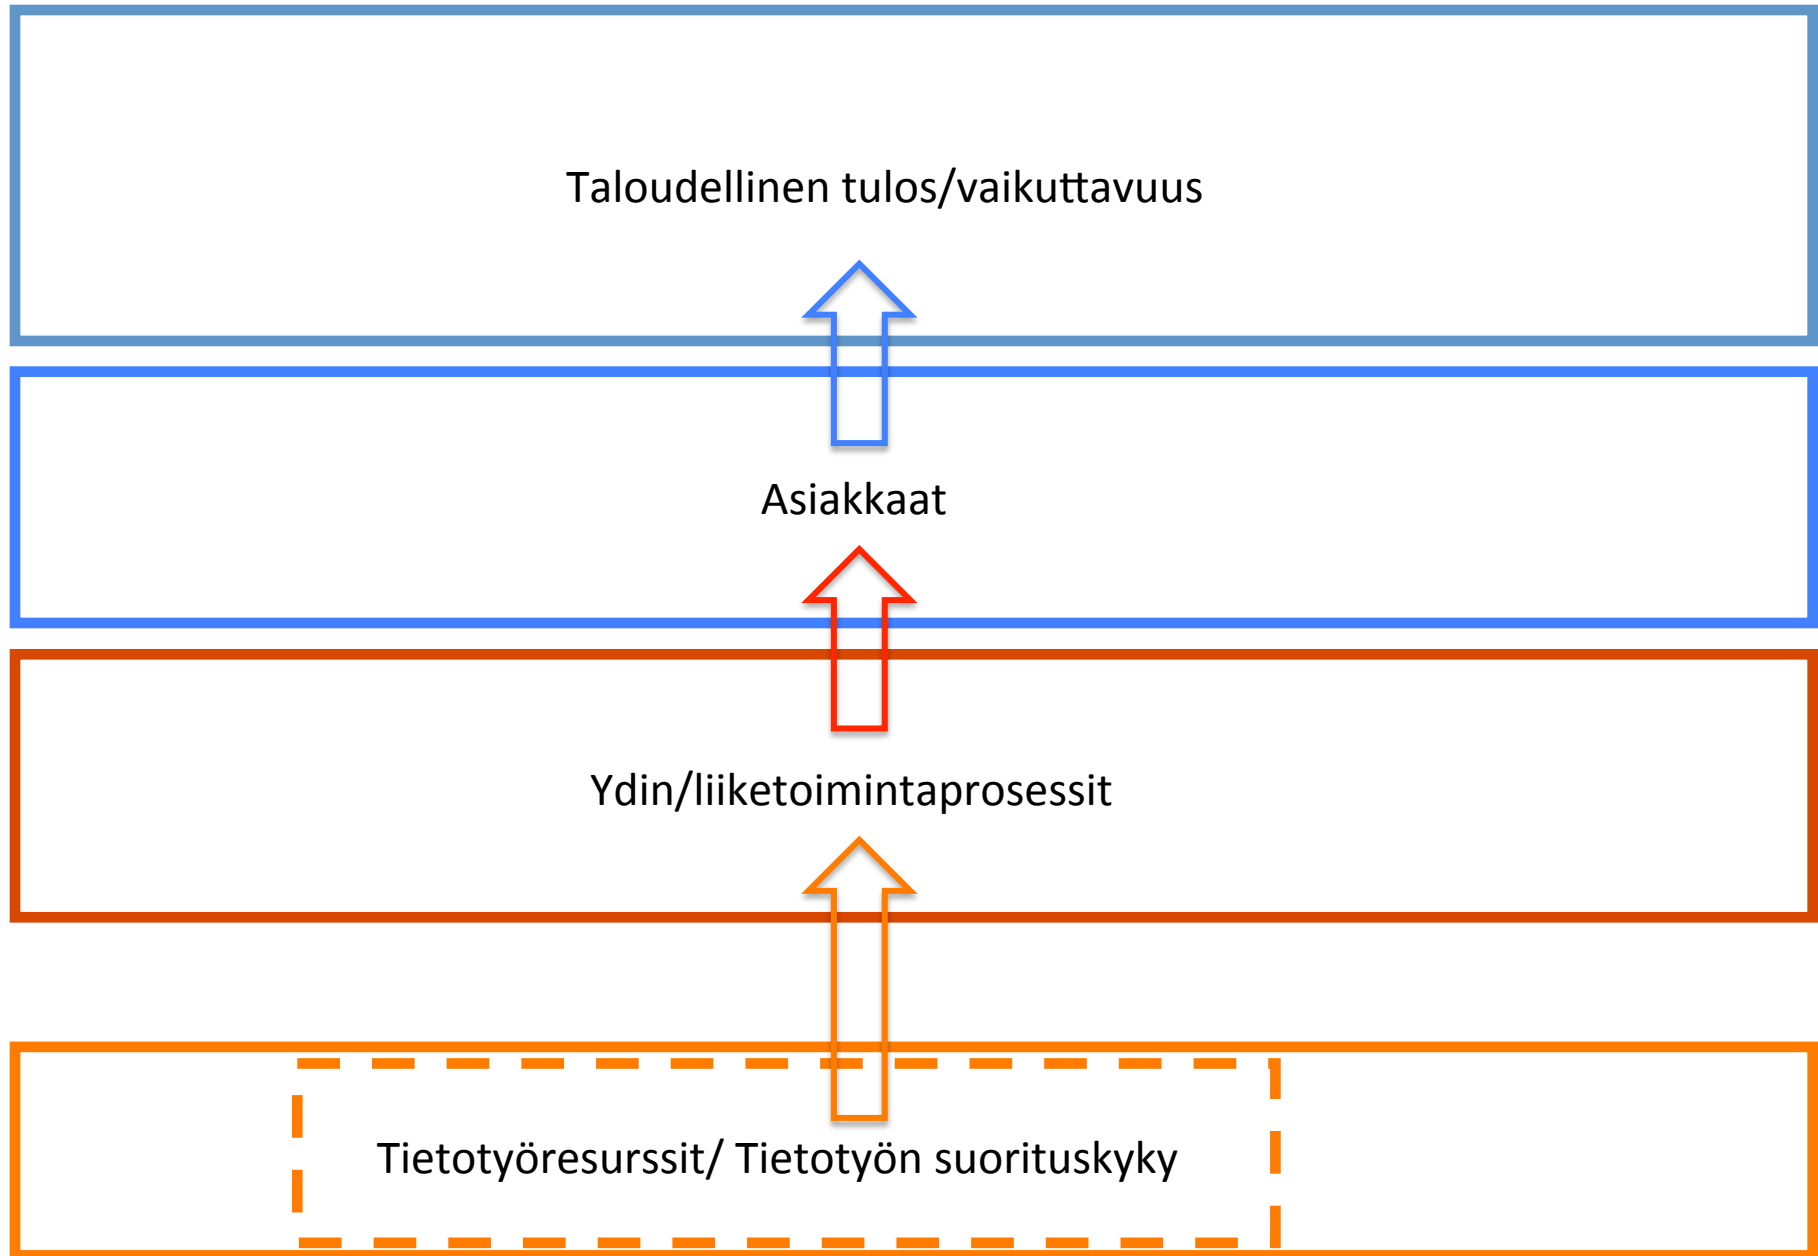 Taloudellinen tulos/vaikuttavuus
Asiakkaat
Ydin/liiketoimintaprosessit
Tietotyöresurssit/ Tietotyön suorituskyky